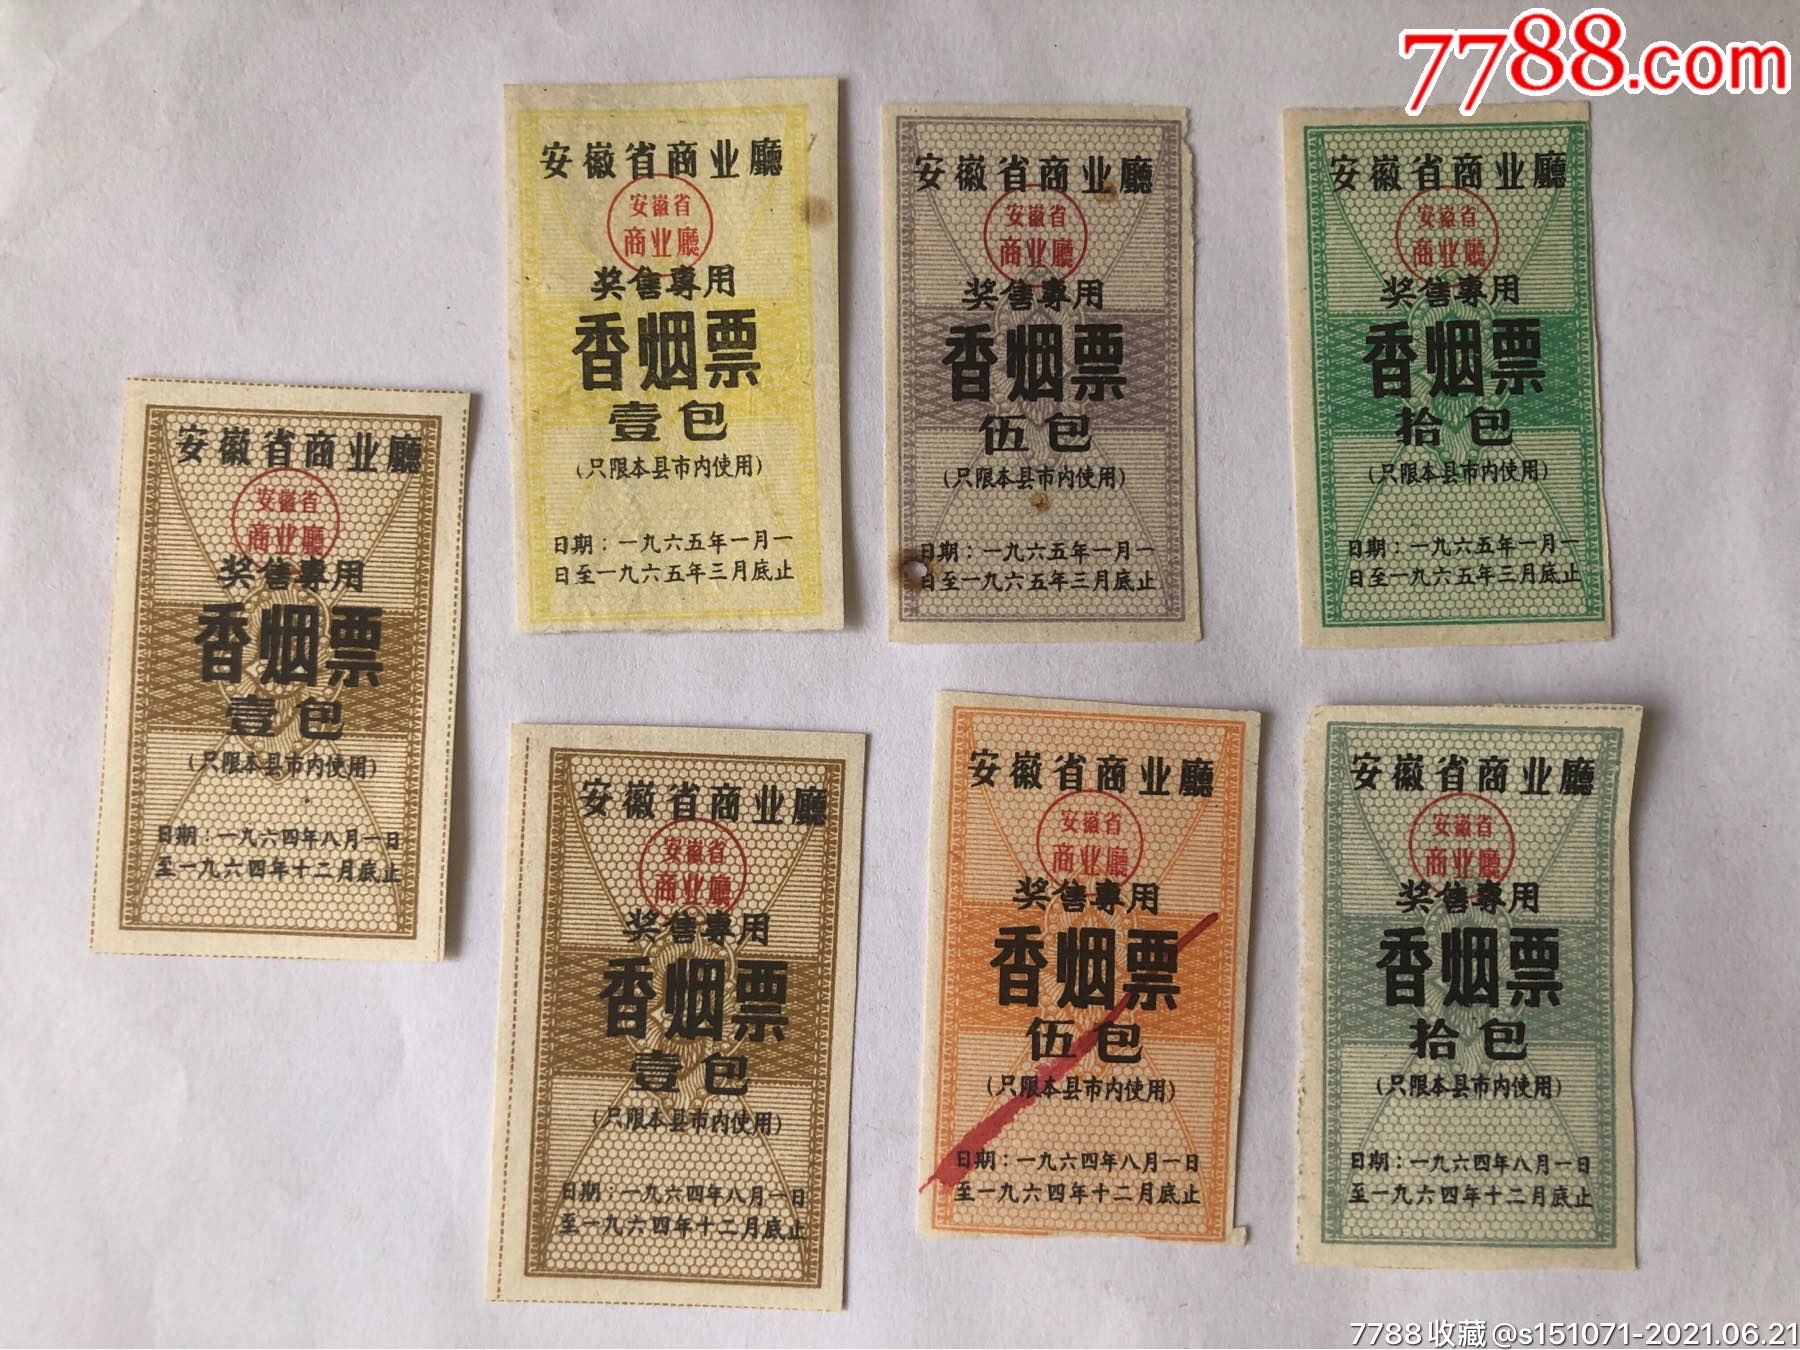 7788.com
安徽省商业廳
安徽省
商业廳
奖售専用
香烟票
壹包
(只限本县市内使用)
日期：一九六五年一月一
日至一九六五年三月底止
安徽省商业廳
安徽省
商业廳
奖售専用
香烟票
伍包
(只限本县市内使用)
日期：一九六五年一月一
日至一九六五年三月底止
安徽省商业廳
安徽省
商业廳
奖售専用
香烟票
拾包
(只限本县市内使用)
日期：一九六五年一月一
日至一九六五年三月底止
安徽省商业廳
安徽省
商业廳
奖售専用
香烟票
壹包
(只限本县市内使用)
日期：一九六四年八月一日
至一九六四年十二月底止
安徽省商业廳
安徽省
商业廳
奖售専用
香烟票
壹包
(只限本县市内使用)
日期：一九六四年八月一日
至一九六四年十二月底止
安徽省商业廳
安徽省
商业廳
奖售専用
香烟票
伍包
(只限本县市内使用)
日期：一九六四年八月一日
至一九六四年十二月底止
安徽省商业廳
安徽省
商业廳
奖售専用
香烟票
拾包
(只限本县市内使用)
日期：一九六四年八月一日
至一九六四年十二月底止
7788收藏@s151071-2021.06.21